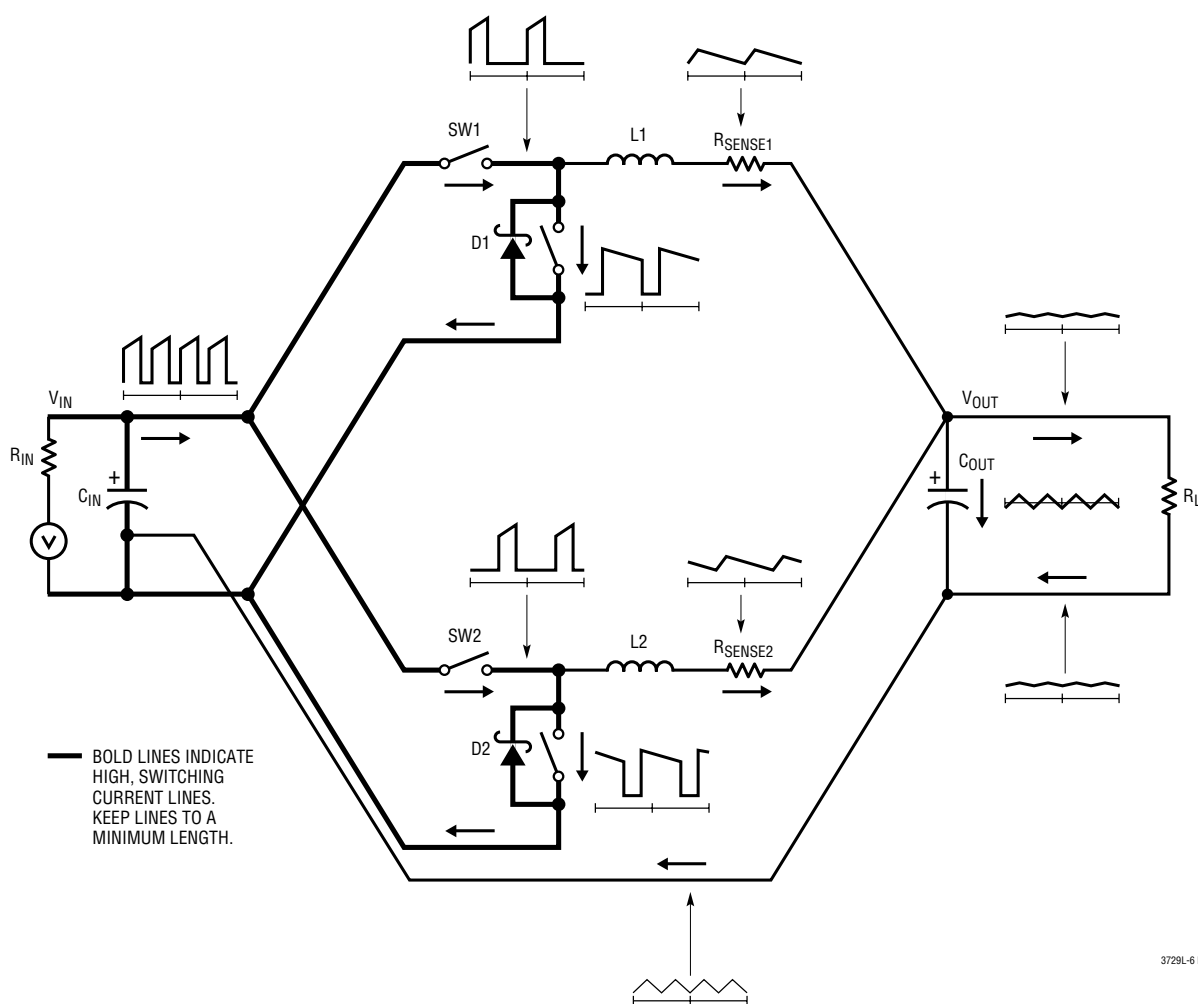 SW1
L1
RSENSE1
D1
VIN
RIN
CIN
+
V
VOUT
COUT
+
RL
SW2
L2
RSENSE2
D2
BOLD LINES INDICATE
HIGH, SWITCHING
CURRENT LINES.
KEEP LINES TO A
MINIMUM LENGTH.
3729L-6